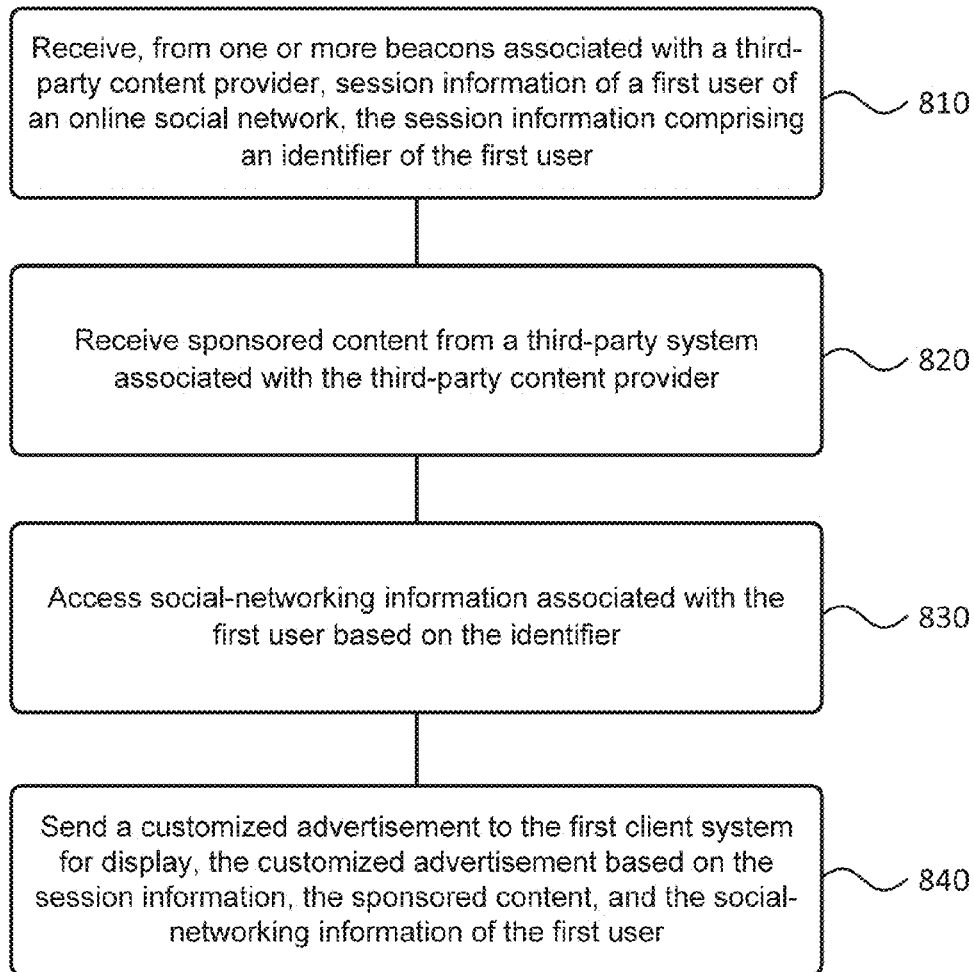 Receive, from one or more beacons associated with a third-
party content provider, session information of a first user of
an online social network, the session information comprising
an identifier of the first user
810
Receive sponsored content from a third-party system
associated with the third-party content provider
820
Access social-networking information associated with the
first user based on the identifier
830
Send a customized advertisement to the first client system
for display, the customized advertisement based on the
session information, the sponsored content, and the social-
networking information of the first user
840